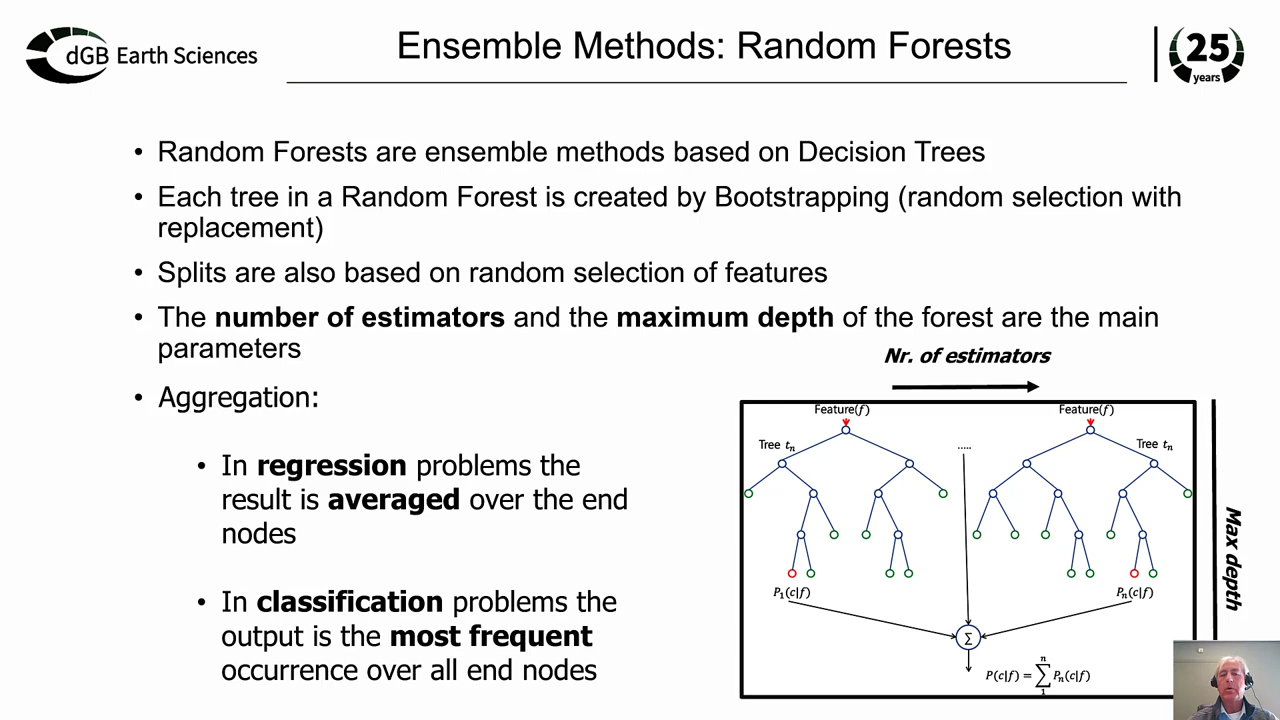 dGB Earth Sciences
Ensemble Methods: Random Forests
25
years
• Random Forests are ensemble methods based on Decision Trees
• Each tree in a Random Forest is created by Bootstrapping (random selection with
replacement)
• Splits are also based on random selection of features
• The number of estimators and the maximum depth of the forest are the main
parameters
• Aggregation:
• In regression problems the
result is averaged over the end
nodes
• In classification problems the
output is the most frequent
occurrence over all end nodes
Nr. of estimators
Feature(f)
Feature(f)
Tree tₙ
.....
Tree tₙ
P₁(c|f)
Pₙ(c|f)
Σ
n
P(c|f) = ∑ Pₙ(c|f)
1
Max depth